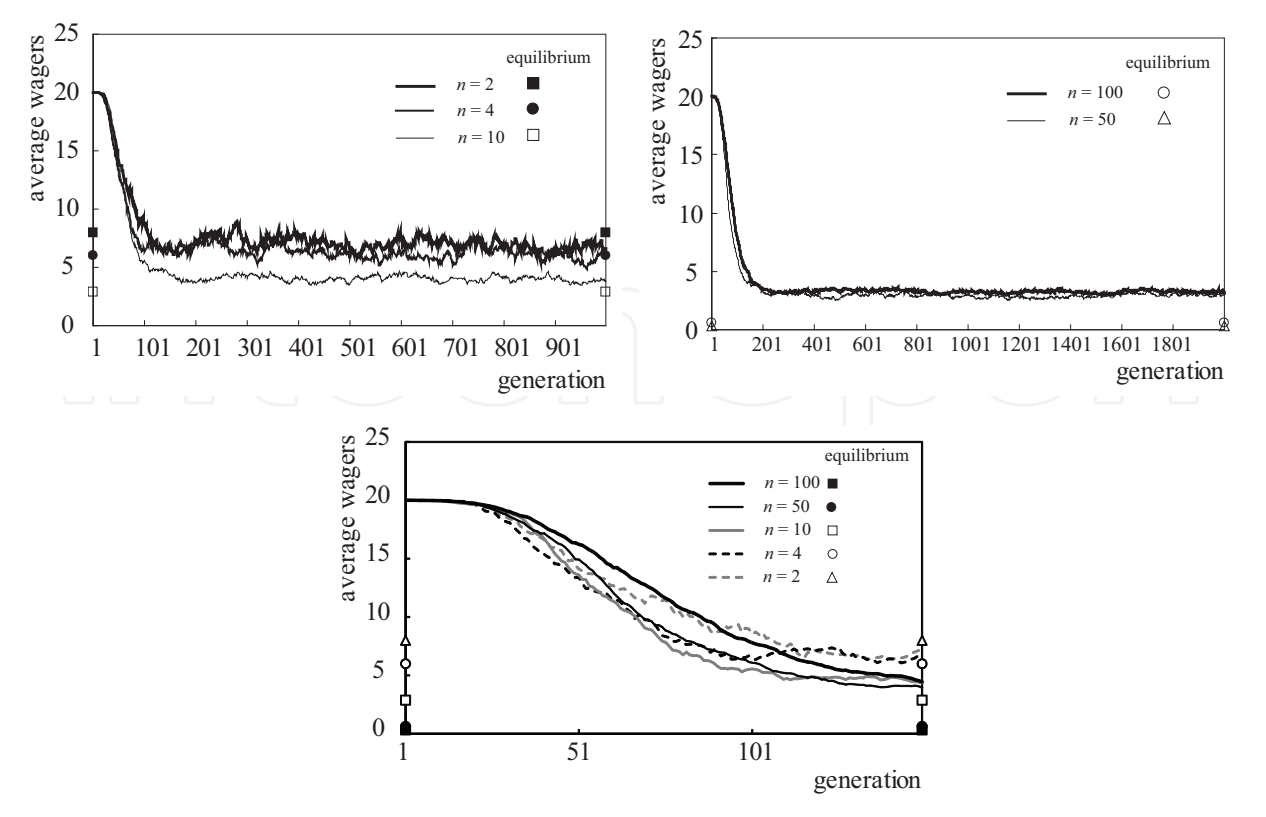 25
20
15
10
5
0
average wagers
equilibrium
n = 2
n = 4
n = 10
1 101 201 301 401 501 601 701 801 901
generation
25
20
15
10
5
0
average wagers
equilibrium
n = 100
n = 50
1 201 401 601 801 1001 1201 1401 1601 1801
generation
25
20
15
10
5
0
average wagers
equilibrium
n = 100
n = 50
n = 10
n = 4
n = 2
1 51 101
generation